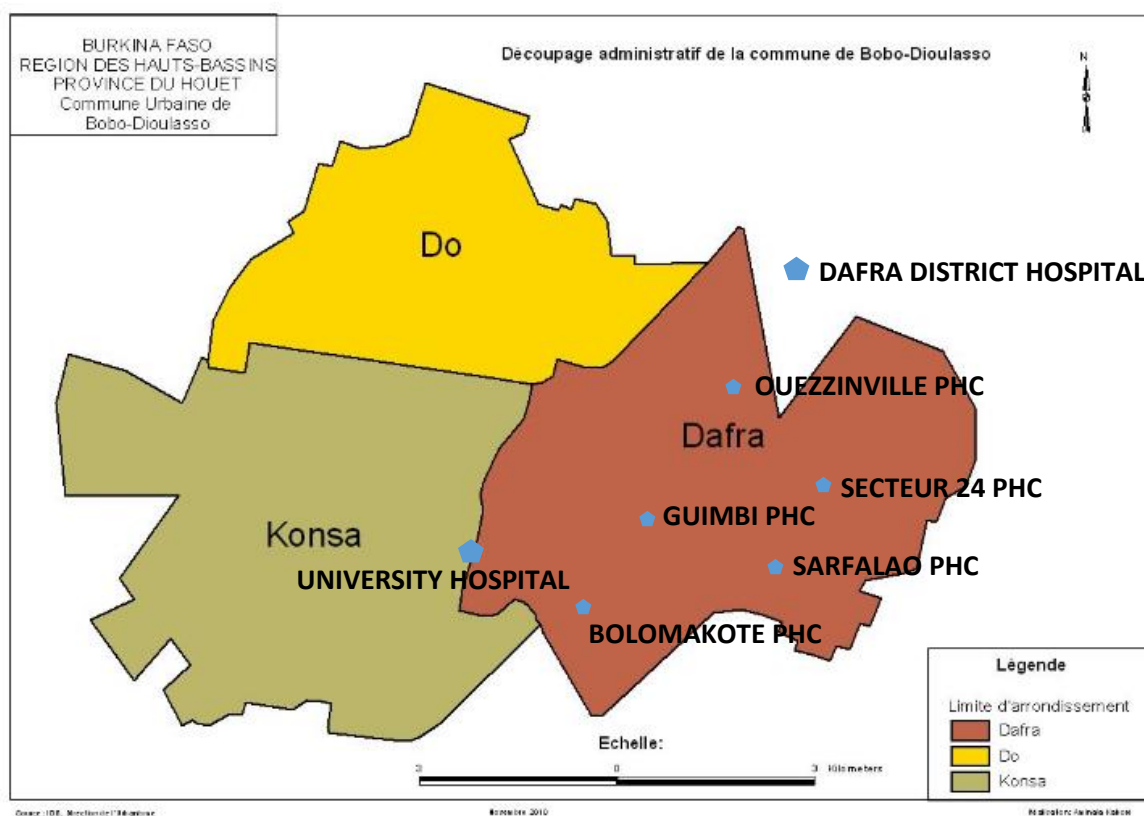 BURKINA FASO
REGION DES HAUTS-BASSINS
PROVINCE DU HOUET
Commune Urbaine de
Bobo-Dioulasso
Découpage administratif de la commune de Bobo-Dioulasso
N
Do
DAFRA DISTRICT HOSPITAL
OUEZZINVILLE PHC
Dafra
SECTEUR 24 PHC
GUIMBI PHC
Konsa
SARFALAO PHC
UNIVERSITY HOSPITAL
BOLOMAKOTE PHC
Légende
Limite d'arrondissement
Dafra
Do
Konsa
Echelle:
3 0 3 Kilometers
Novembre 2010